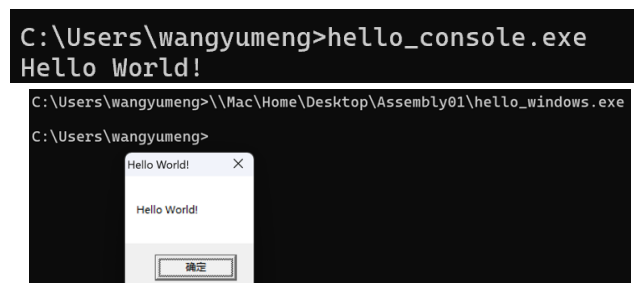 C:\Users\wangyumeng>hello_console.exe
Hello World!
C:\Users\wangyumeng>\\Mac\Home\Desktop\Assembly01\hello_windows.exe
C:\Users\wangyumeng>
Hello World!
Hello World!
确定